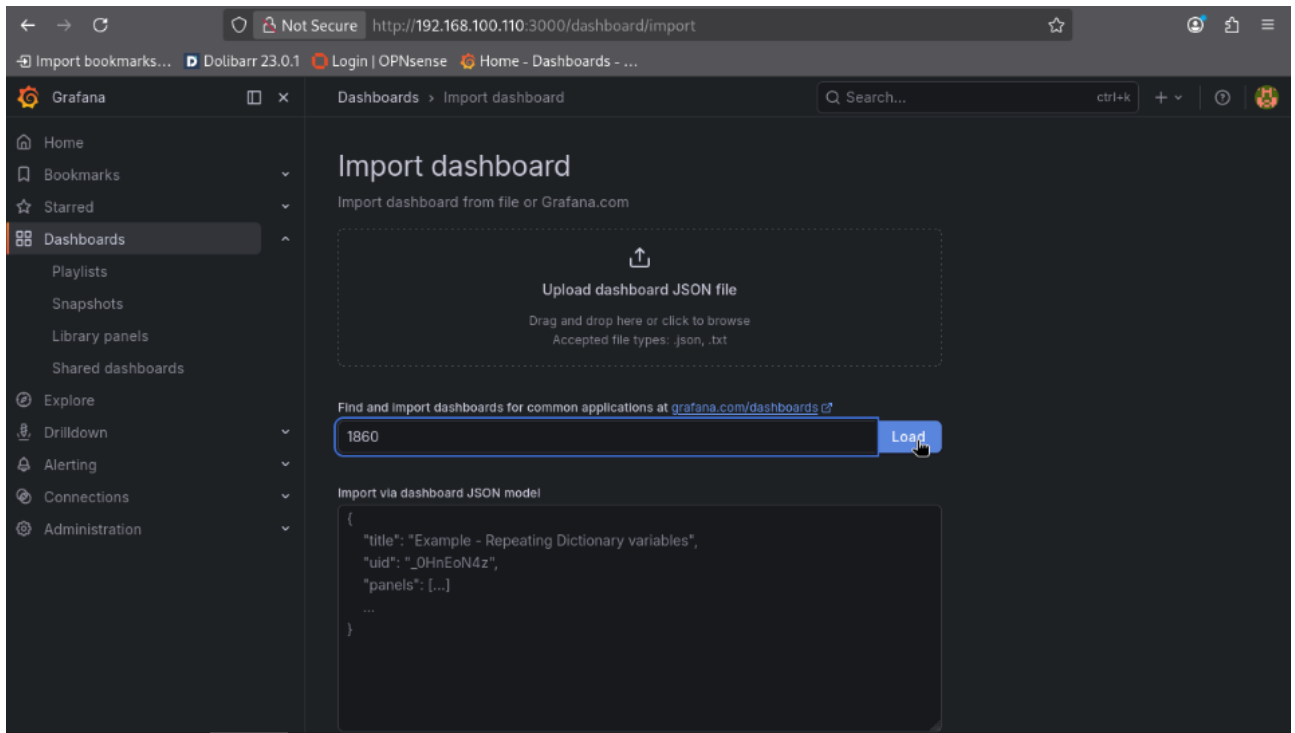 Not Secure http://192.168.100.110:3000/dashboard/import
Import bookmarks... Dolibarr 23.0.1 Login | OPNsense Home - Dashboards - ...
Grafana
Dashboards › Import dashboard
Search... ctrl+k
Home
Bookmarks
Starred
Dashboards
Playlists
Snapshots
Library panels
Shared dashboards
Explore
Drilldown
Alerting
Connections
Administration
Import dashboard
Import dashboard from file or Grafana.com
Upload dashboard JSON file
Drag and drop here or click to browse
Accepted file types: .json, .txt
Find and import dashboards for common applications at grafana.com/dashboards
1860 Load
Import via dashboard JSON model
{
"title": "Example - Repeating Dictionary variables",
"uid": "_0HnEoN4z",
"panels": [...]
...
}